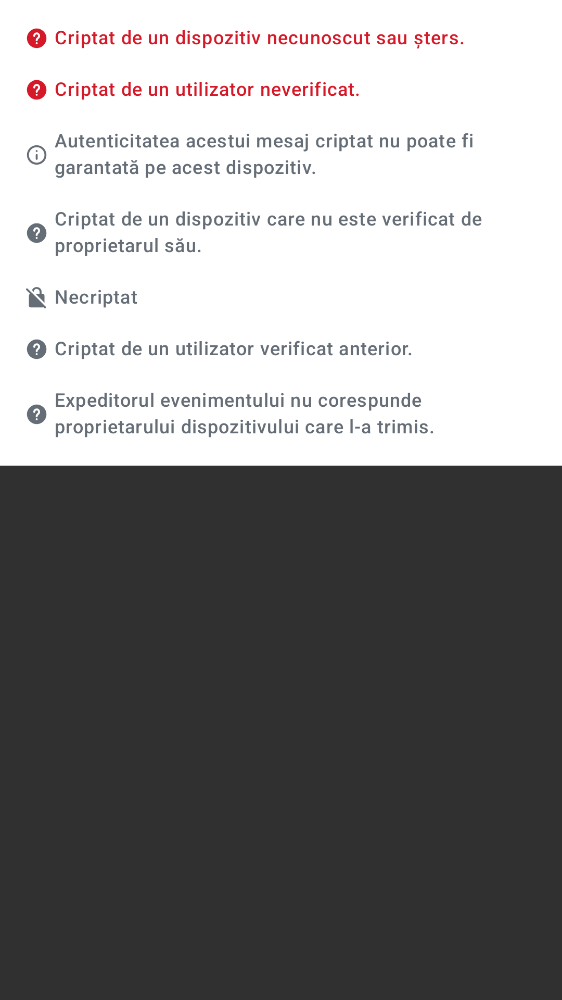 Criptat de un dispozitiv necunoscut sau șters.
Criptat de un utilizator neverificat.
Autenticitatea acestui mesaj criptat nu poate fi
garantată pe acest dispozitiv.
Criptat de un dispozitiv care nu este verificat de
proprietarul său.
Necriptat
Criptat de un utilizator verificat anterior.
Expeditorul evenimentului nu corespunde
proprietarului dispozitivului care l-a trimis.